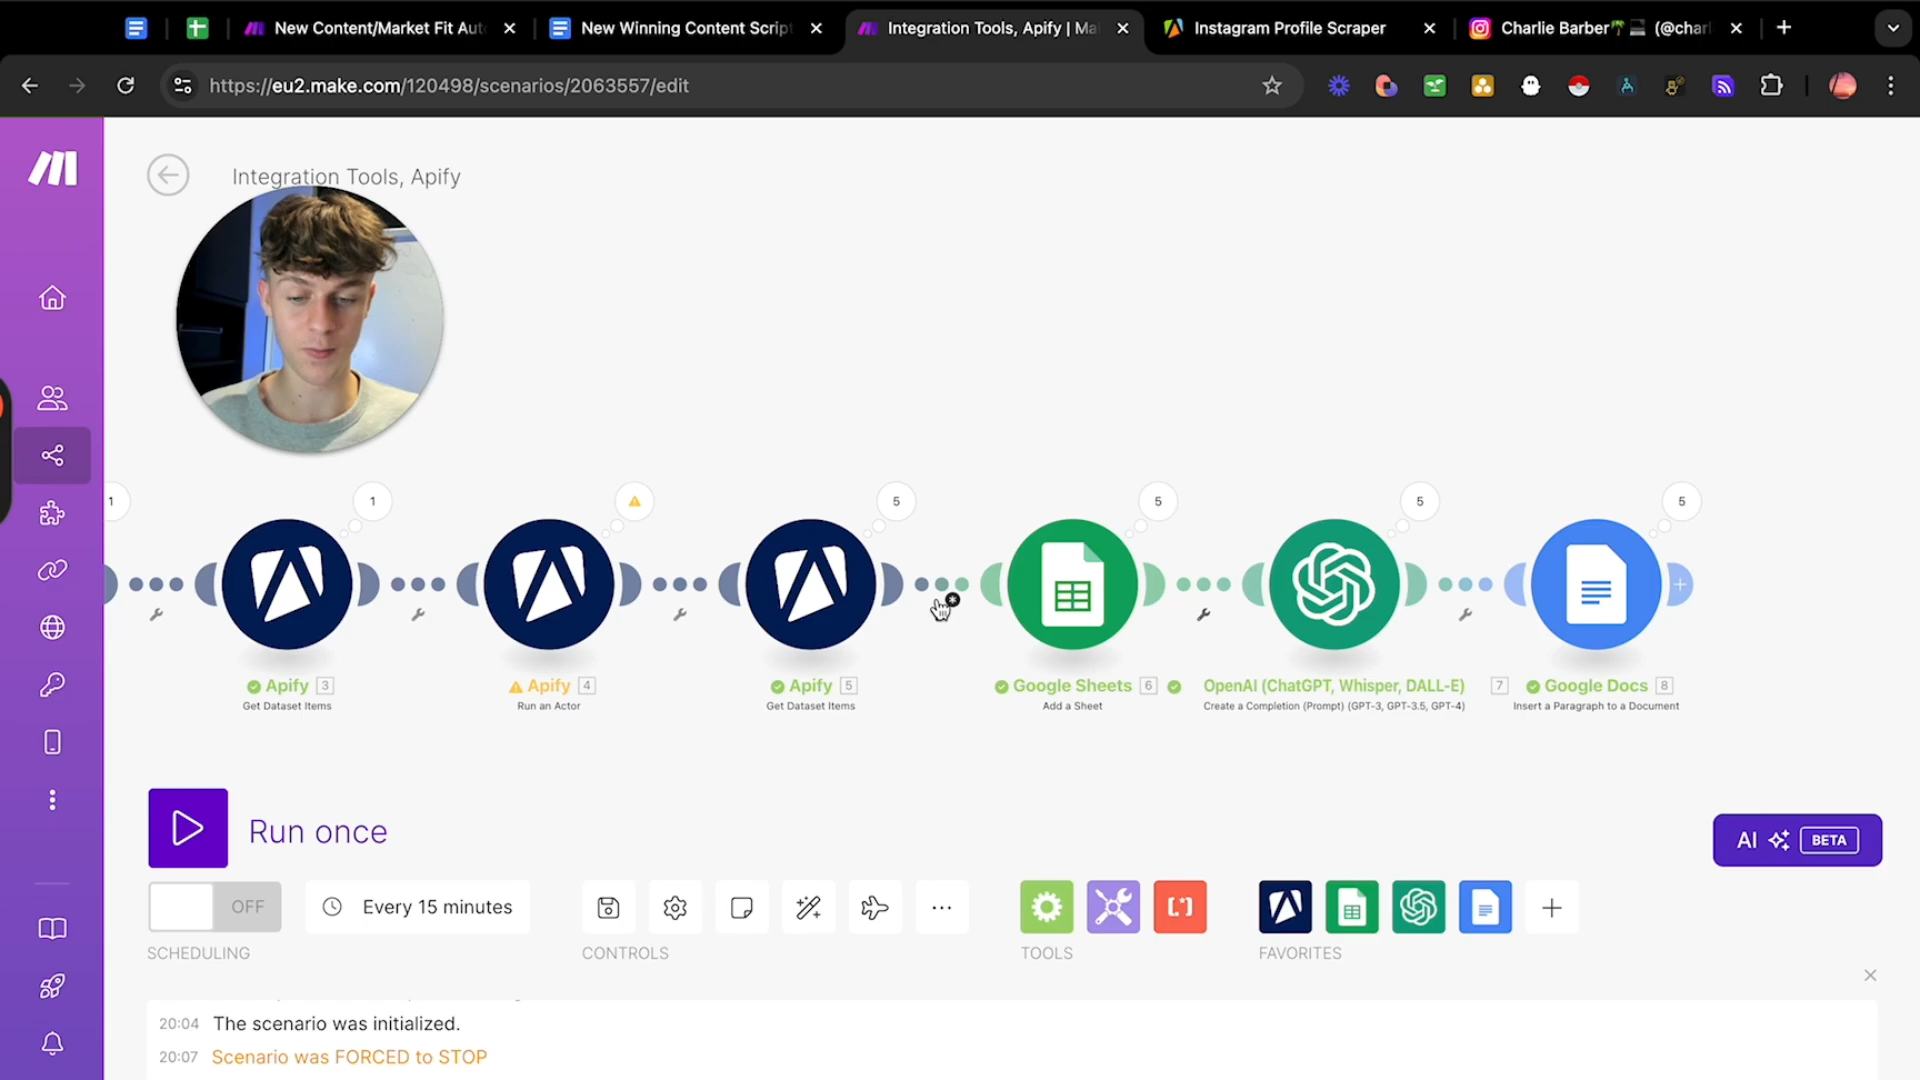 New Content/Market Fit Aut
New Winning Content Script
Integration Tools, Apify | Ma
Instagram Profile Scraper
Charlie Barber🌴💻 (@char
https://eu2.make.com/120498/scenarios/2063557/edit
Integration Tools, Apify
1
1
5
5
5
5
Apify 3
Get Dataset Items
Apify 4
Run an Actor
Apify 5
Get Dataset Items
Google Sheets 6
Add a Sheet
OpenAI (ChatGPT, Whisper, DALL-E) 7
Create a Completion (Prompt) (GPT-3, GPT-3.5, GPT-4)
Google Docs 8
Insert a Paragraph to a Document
Run once
AI BETA
OFF
Every 15 minutes
SCHEDULING
CONTROLS
TOOLS
FAVORITES
20:04 The scenario was initialized.
20:07 Scenario was FORCED to STOP